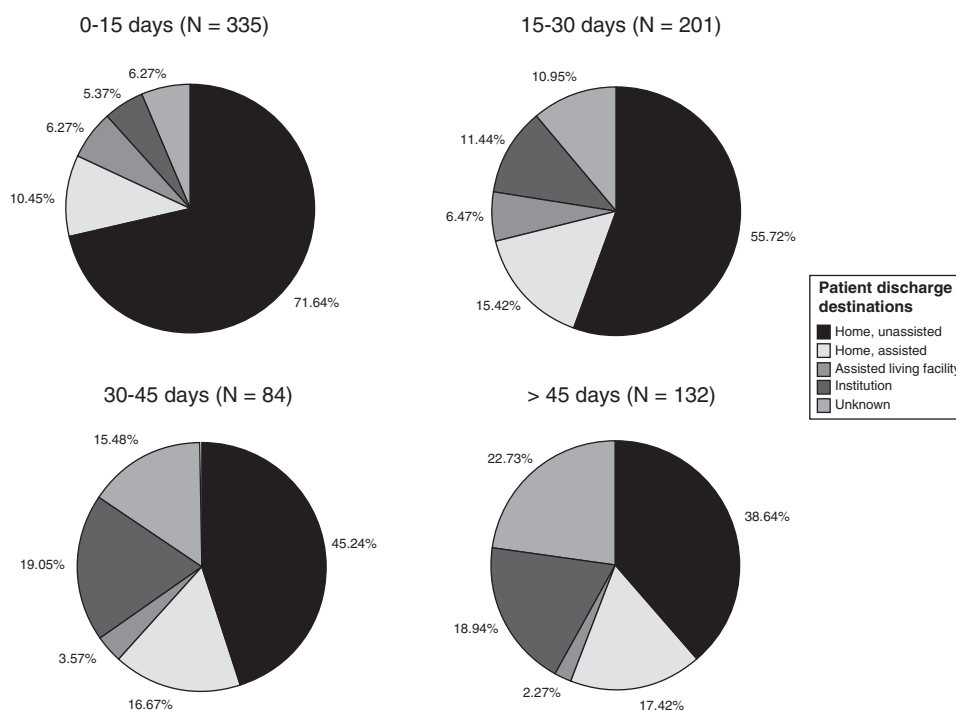 0-15 days (N = 335)
6.27%
5.37%
6.27%
10.45%
71.64%
15-30 days (N = 201)
10.95%
11.44%
6.47%
15.42%
55.72%
Patient discharge
destinations
Home, unassisted
Home, assisted
Assisted living facility
Institution
Unknown
30-45 days (N = 84)
15.48%
19.05%
3.57%
16.67%
45.24%
> 45 days (N = 132)
22.73%
18.94%
2.27%
17.42%
38.64%